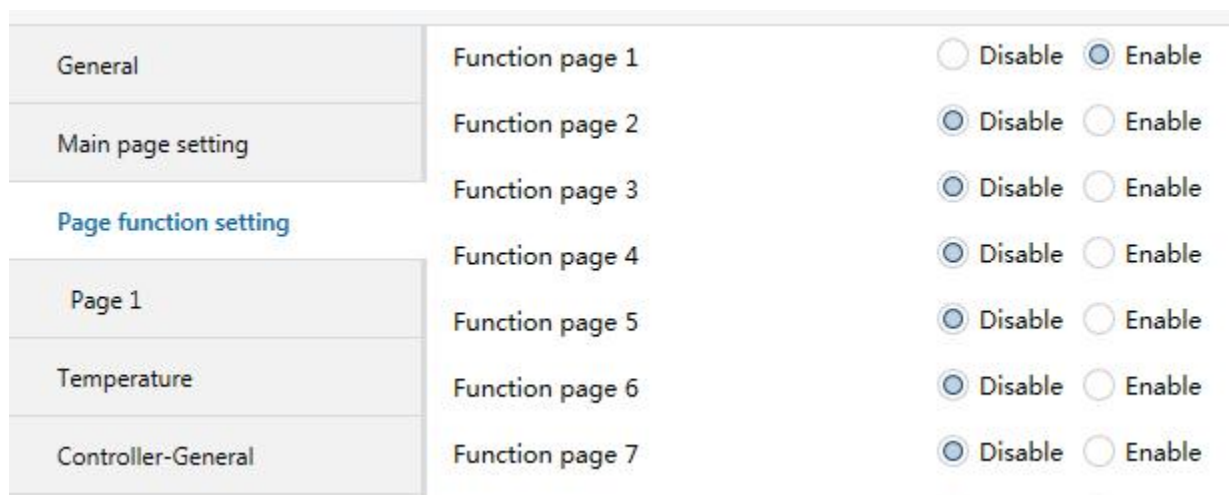 General
Main page setting
Page function setting
Page 1
Temperature
Controller-General
Function page 1 Disable Enable
Function page 2 Disable Enable
Function page 3 Disable Enable
Function page 4 Disable Enable
Function page 5 Disable Enable
Function page 6 Disable Enable
Function page 7 Disable Enable